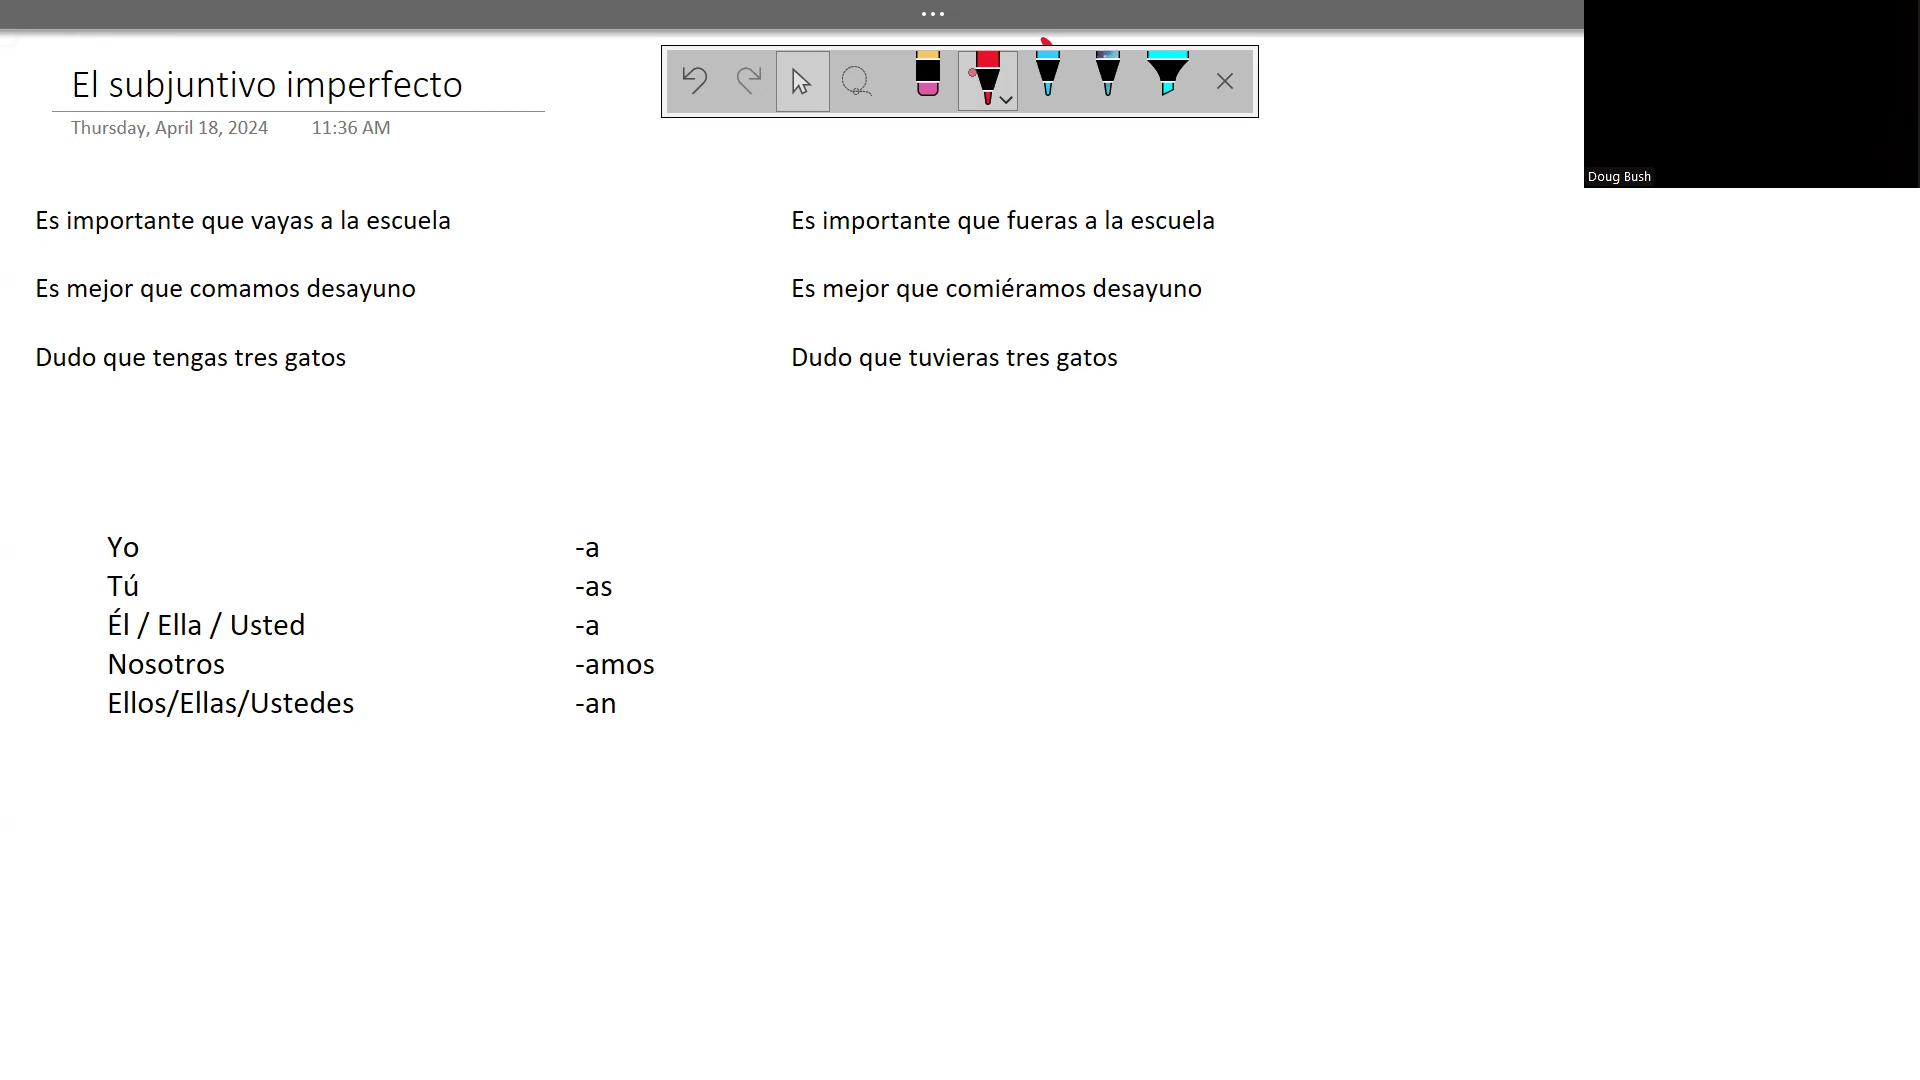 El subjuntivo imperfecto
Thursday, April 18, 2024 11:36 AM
Doug Bush
Es importante que vayas a la escuela
Es importante que fueras a la escuela
Es mejor que comamos desayuno
Es mejor que comiéramos desayuno
Dudo que tengas tres gatos
Dudo que tuvieras tres gatos
Yo -a
Tú -as
Él / Ella / Usted -a
Nosotros -amos
Ellos/Ellas/Ustedes -an